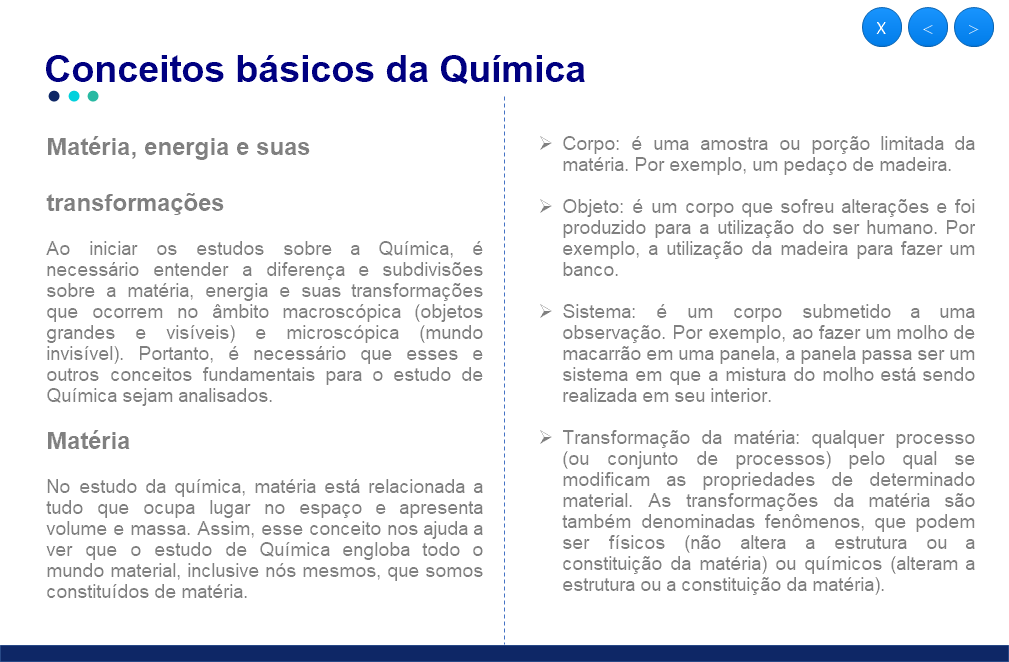 X < >
Conceitos básicos da Química
Matéria, energia e suas
transformações
Ao iniciar os estudos sobre a Química, é
necessário entender a diferença e subdivisões
sobre a matéria, energia e suas transformações
que ocorrem no âmbito macroscópica (objetos
grandes e visíveis) e microscópica (mundo
invisível). Portanto, é necessário que esses e
outros conceitos fundamentais para o estudo de
Química sejam analisados.
Matéria
No estudo da química, matéria está relacionada a
tudo que ocupa lugar no espaço e apresenta
volume e massa. Assim, esse conceito nos ajuda a
ver que o estudo de Química engloba todo o
mundo material, inclusive nós mesmos, que somos
constituídos de matéria.
➢ Corpo: é uma amostra ou porção limitada da
matéria. Por exemplo, um pedaço de madeira.
➢ Objeto: é um corpo que sofreu alterações e foi
produzido para a utilização do ser humano. Por
exemplo, a utilização da madeira para fazer um
banco.
➢ Sistema: é um corpo submetido a uma
observação. Por exemplo, ao fazer um molho de
macarrão em uma panela, a panela passa ser um
sistema em que a mistura do molho está sendo
realizada em seu interior.
➢ Transformação da matéria: qualquer processo
(ou conjunto de processos) pelo qual se
modificam as propriedades de determinado
material. As transformações da matéria são
também denominadas fenômenos, que podem
ser físicos (não altera a estrutura ou a
constituição da matéria) ou químicos (alteram a
estrutura ou a constituição da matéria).